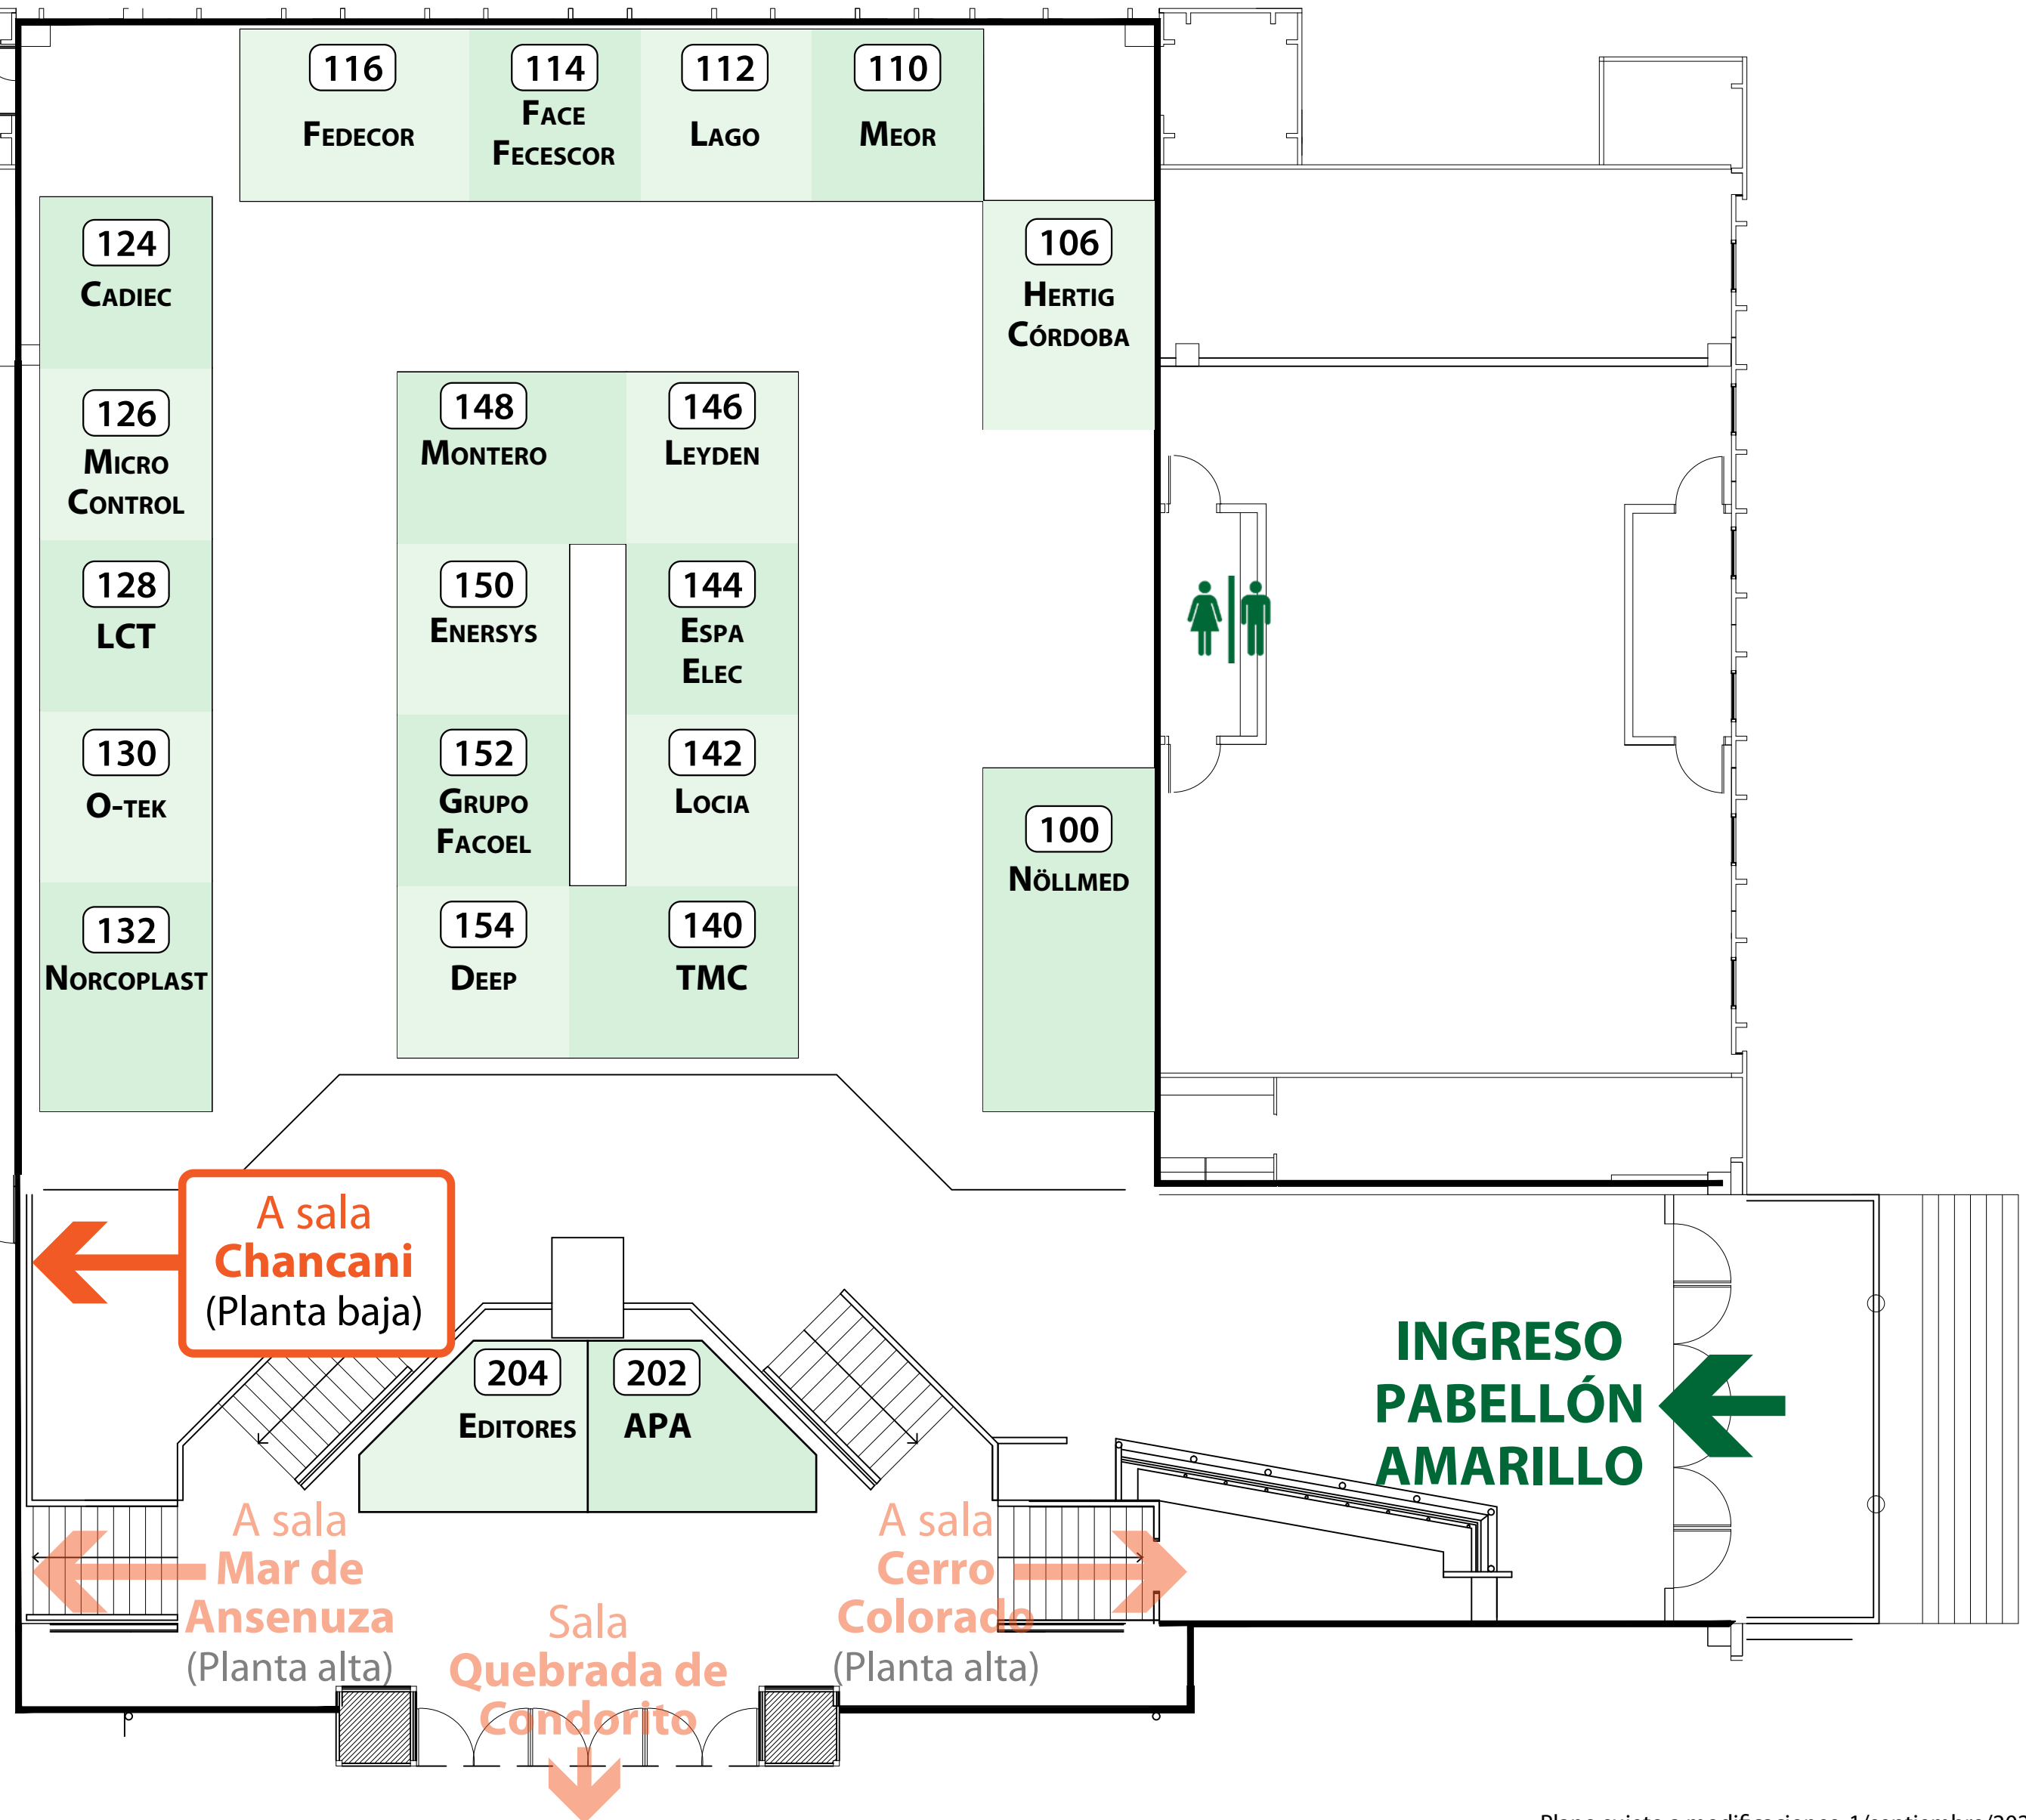 116
FEDECOR
114
FACE
FECESCOR
112
LAGO
110
MEOR
106
HERTIG
CÓRDOBA
124
CADIEC
126
MICRO
CONTROL
128
LCT
130
O-TEK
132
NORCOPLAST
148
MONTERO
146
LEYDEN
150
ENERSYS
144
ESPA
ELEC
152
GRUPO
FACOEL
142
LOCIA
154
DEEP
140
TMC
100
NÖLLMED
A sala
Chancani
(Planta baja)
204
EDITORES
202
APA
INGRESO
PABELLÓN
AMARILLO
A sala
Mar de
Ansenuza
(Planta alta)
Sala
Quebrada de
Condorito
A sala
Cerro
Colorado
(Planta alta)